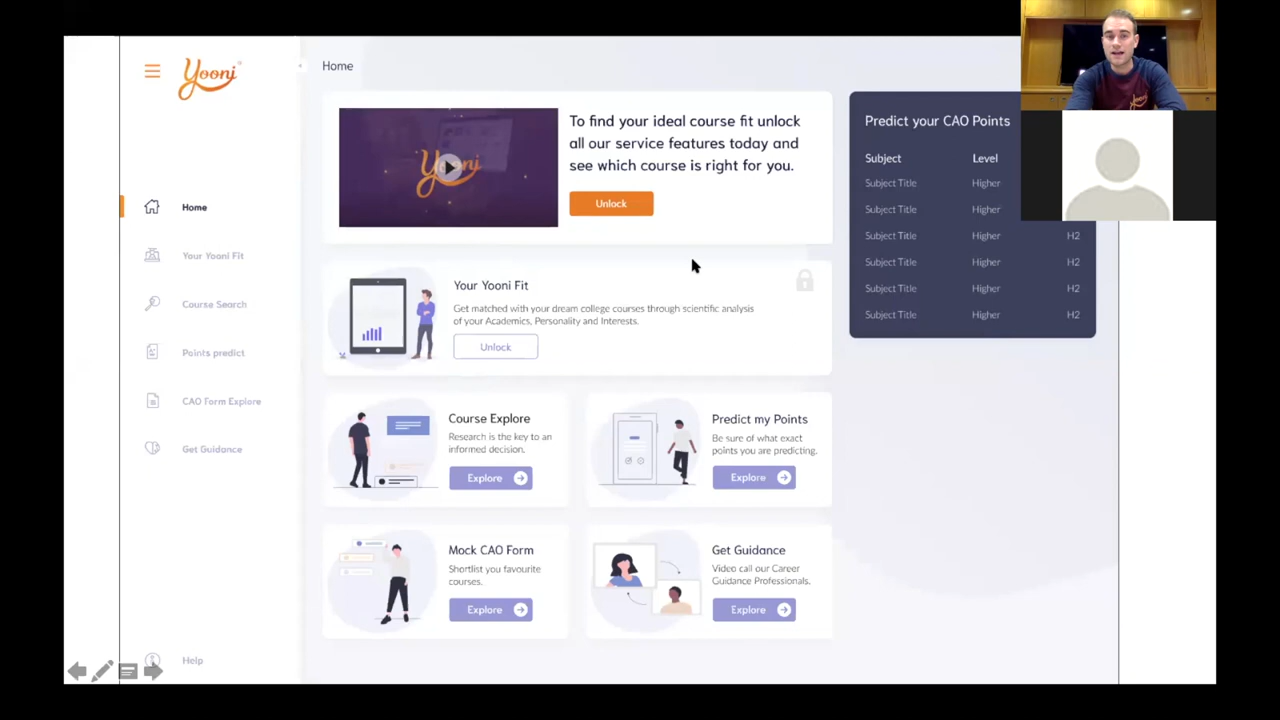 Yooni
Home
Home
Your Yooni Fit
Course Search
Points predict
CAO Form Explore
Get Guidance
Help
Yooni
To find your ideal course fit unlock
all our service features today and
see which course is right for you.
Unlock
Your Yooni Fit
Get matched with your dream college courses through scientific analysis
of your Academics, Personality and Interests.
Unlock
Course Explore
Research is the key to an
informed decision.
Explore
Predict my Points
Be sure of what exact
points you are predicting.
Explore
Mock CAO Form
Shortlist you favourite
courses.
Explore
Get Guidance
Video call our Career
Guidance Professionals.
Explore
Predict your CAO Points
Subject Level
Subject Title Higher
Subject Title Higher
Subject Title Higher H2
Subject Title Higher H2
Subject Title Higher H2
Subject Title Higher H2